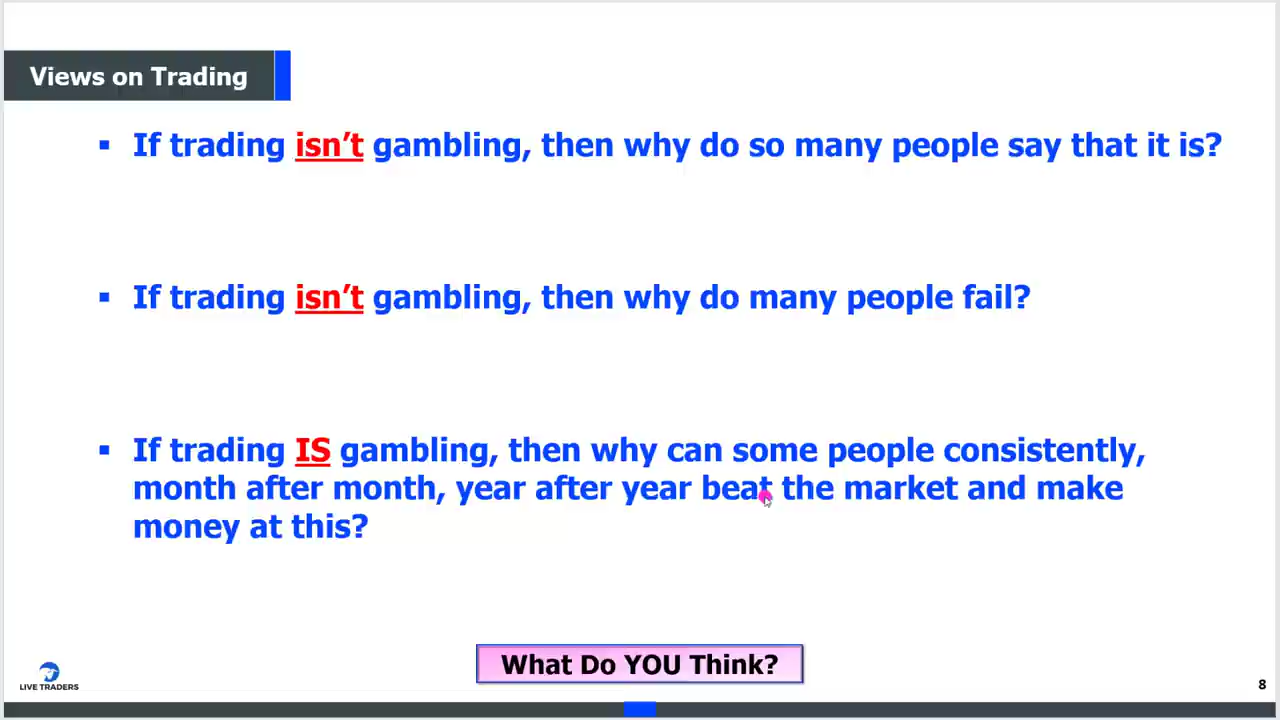 Views on Trading
▪ If trading isn’t gambling, then why do so many people say that it is?
▪ If trading isn’t gambling, then why do many people fail?
▪ If trading IS gambling, then why can some people consistently,
month after month, year after year beat the market and make
money at this?
What Do YOU Think?
LIVE TRADERS
8